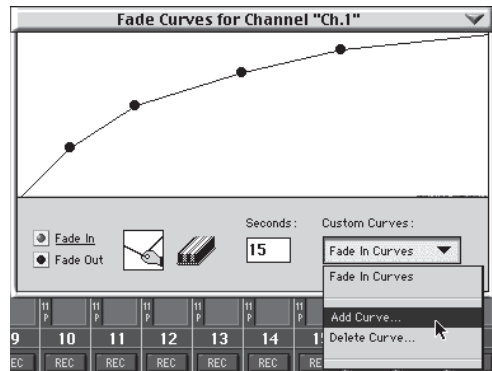 Fade Curves for Channel "Ch.1"
Seconds:
Custom Curves:
Fade In
15
Fade In Curves
Fade Out
Fade In Curves
Add Curve...
Delete Curve...
11 11 11 11 11 11
P P P P P P
9 10 11 12 13 14
EC REC REC REC REC REC RE